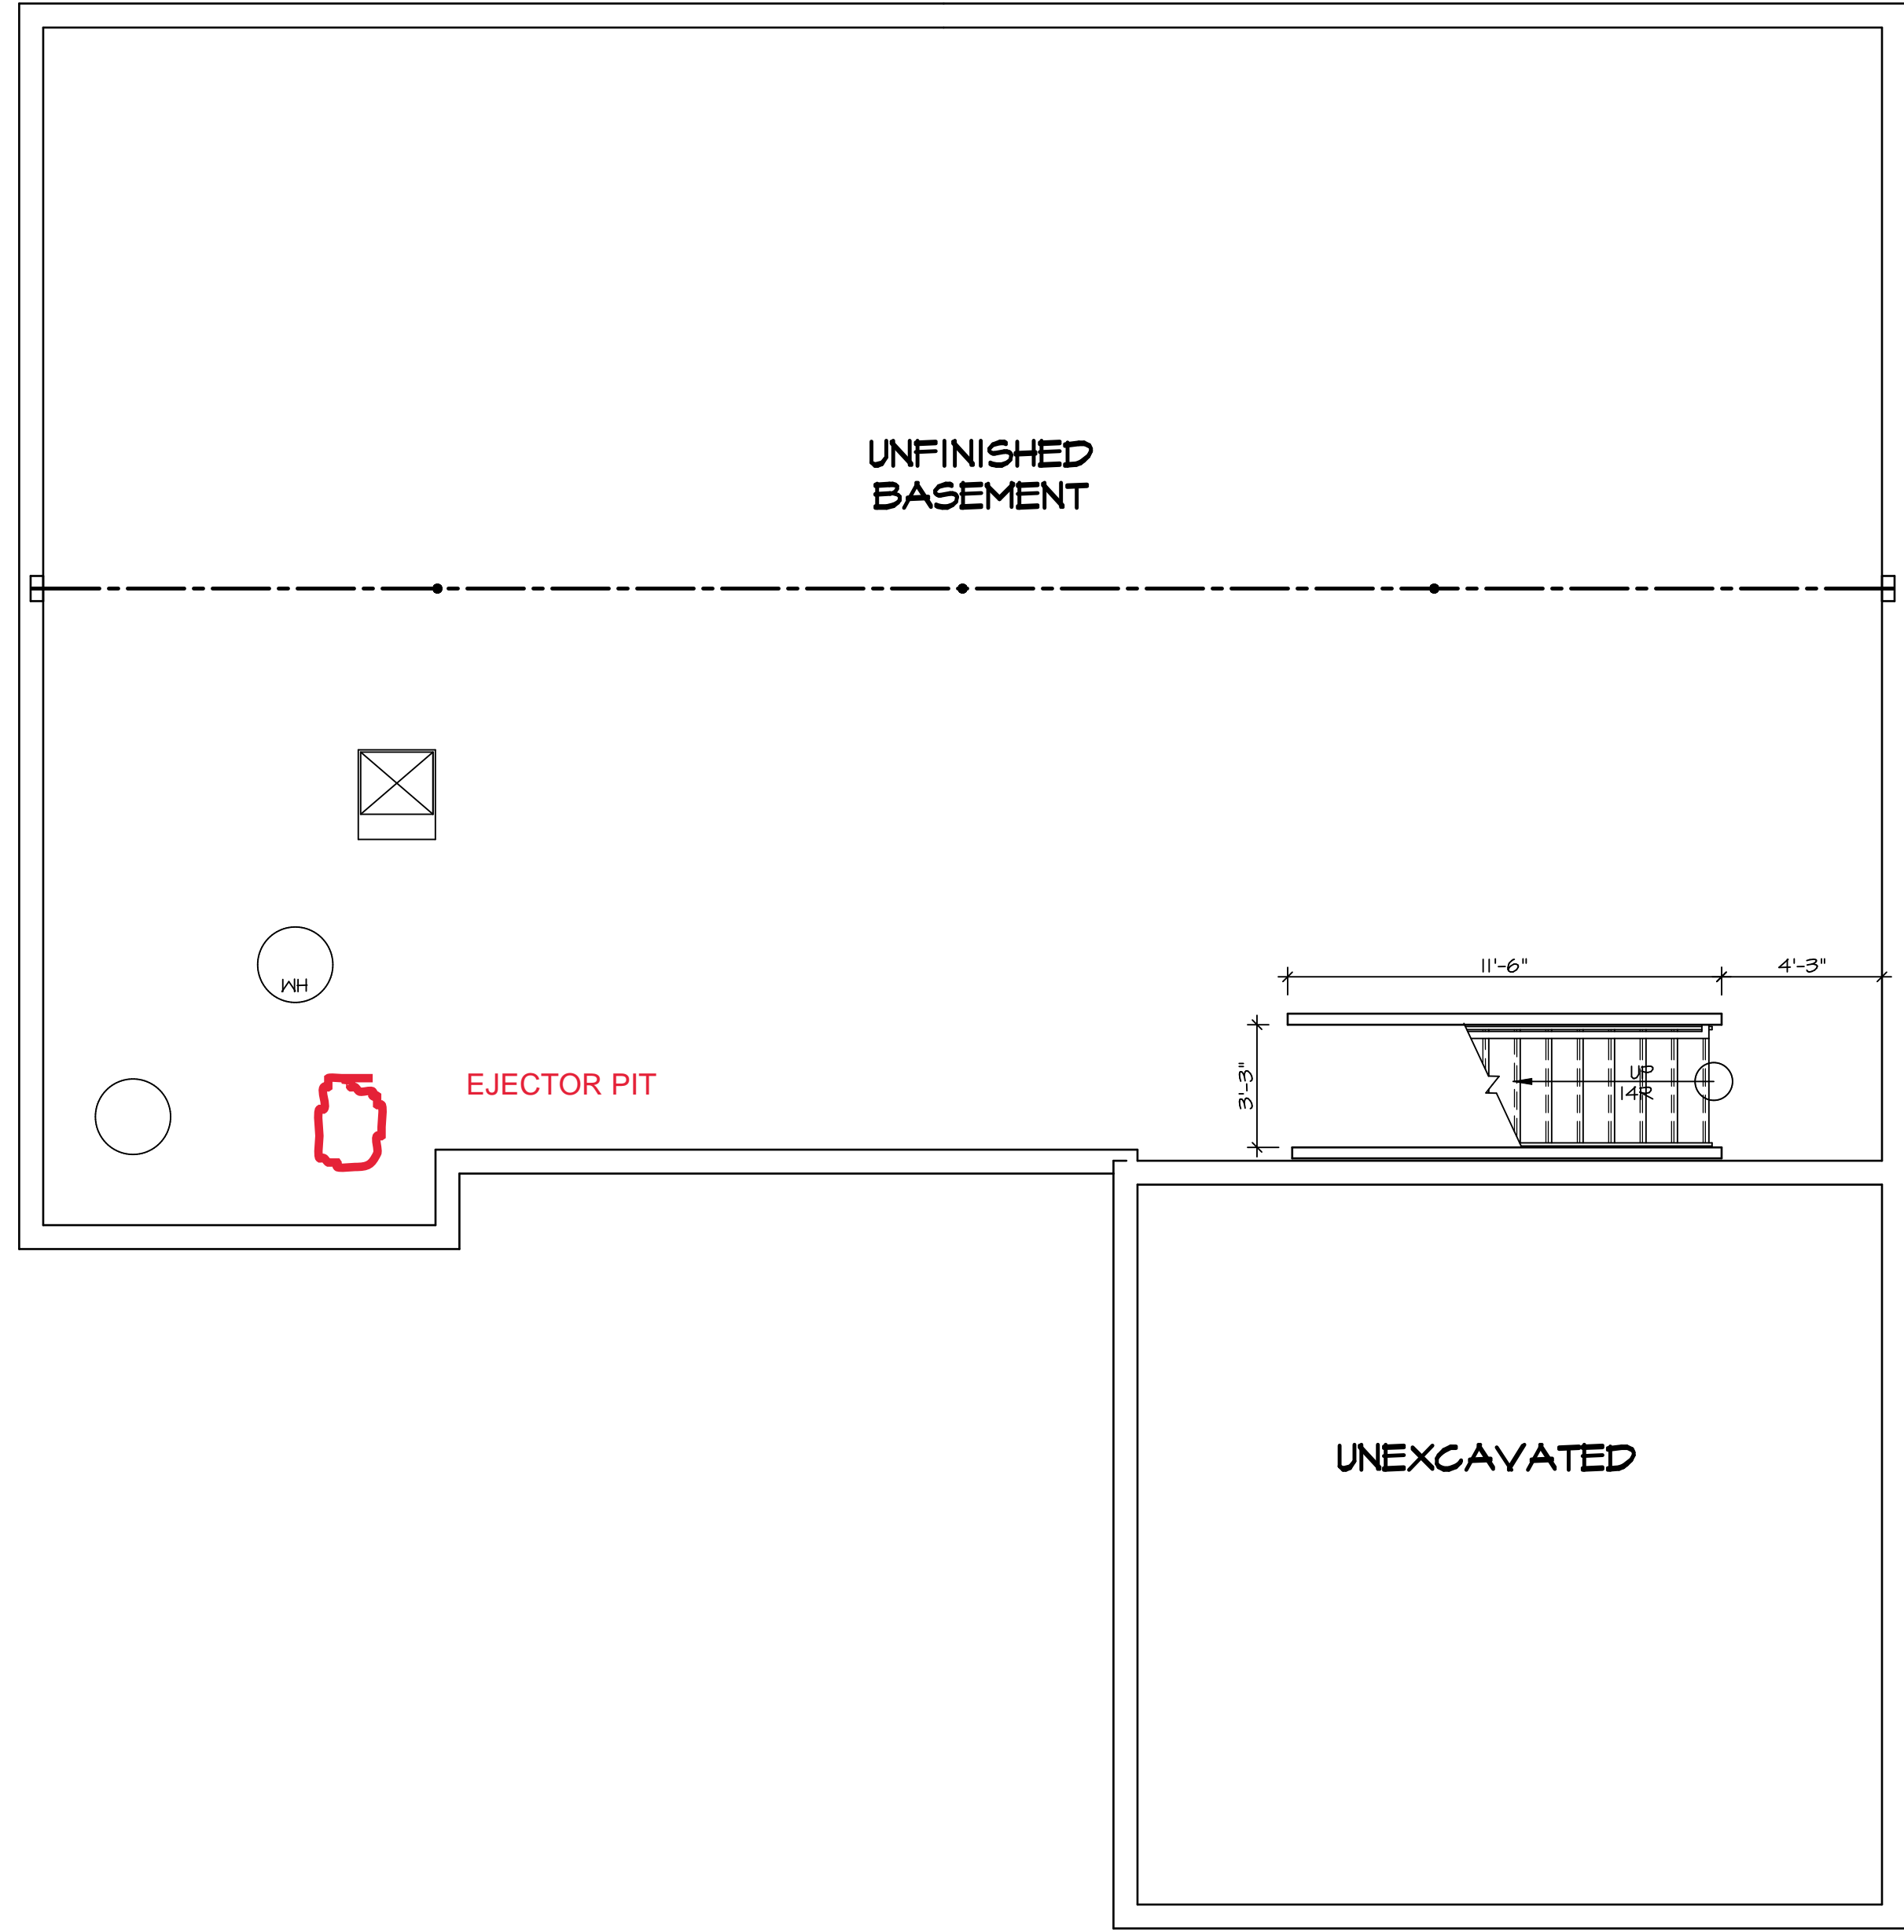 UNFINISHED
BASEMENT
WH
11'-6"
4'-3"
3'-3"
UP
14R
EJECTOR PIT
UNEXCAVATED